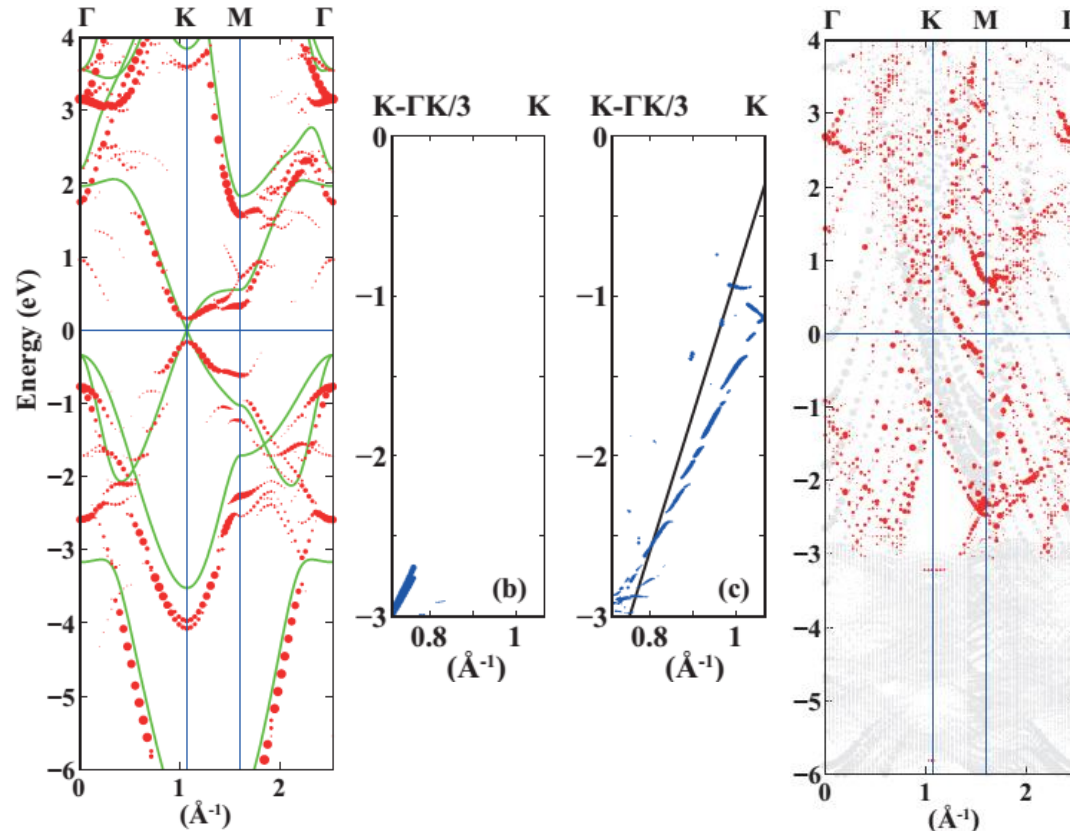 Γ K M Γ
4
3
2
1
0
−1
−2
−3
−4
−5
−6
Energy (eV)
0 1 2
(Å⁻¹)
K-ΓK/3 K
−0
−1
−2
−3
(b)
0.8 1
(Å⁻¹)
K-ΓK/3 K
−0
−1
−2
−3
(c)
0.8 1
(Å⁻¹)
Γ K M
4
3
2
1
0
−1
−2
−3
−4
−5
−6
0 1 2
(Å⁻¹)